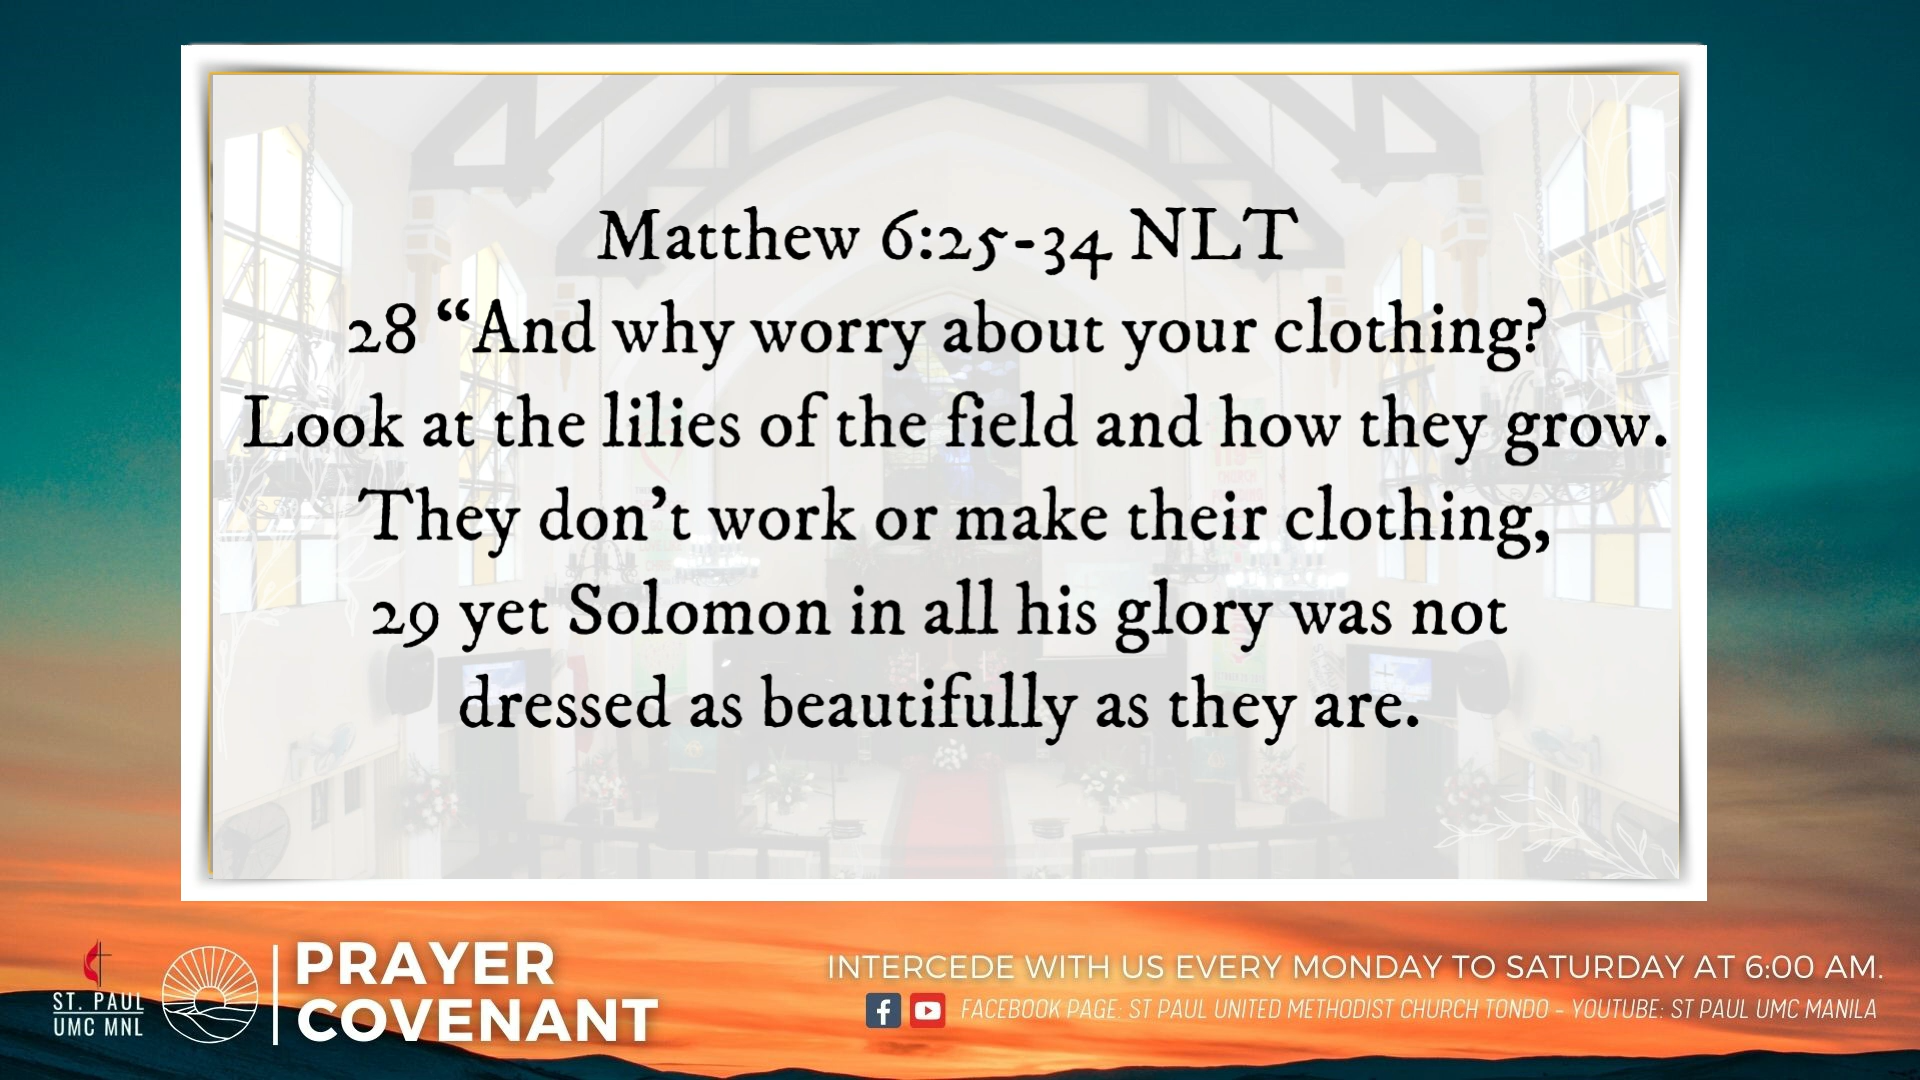 Matthew 6:25-34 NLT
28 “And why worry about your clothing?
Look at the lilies of the field and how they grow.
They don’t work or make their clothing,
29 yet Solomon in all his glory was not
dressed as beautifully as they are.
ST. PAUL
UMC MNL
PRAYER
COVENANT
INTERCEDE WITH US EVERY MONDAY TO SATURDAY AT 6:00 AM.
FACEBOOK PAGE: ST PAUL UNITED METHODIST CHURCH TONDO - YOUTUBE: ST PAUL UMC MANILA